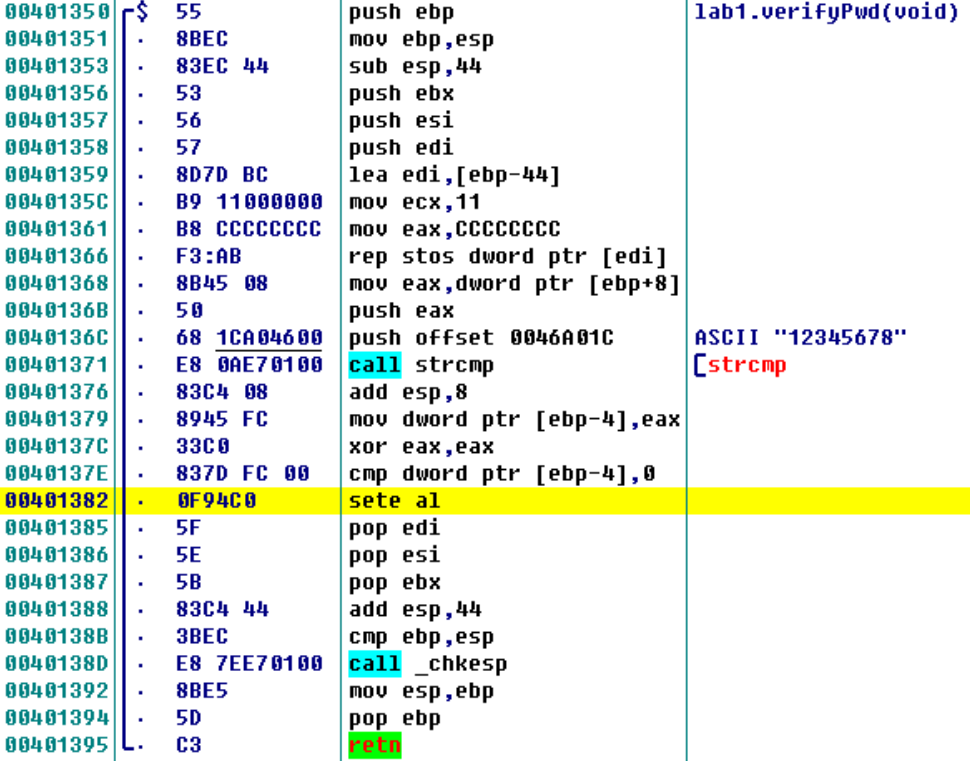 00401350 $ 55 push ebp lab1.verifyPwd(void)
00401351 . 8BEC mov ebp,esp
00401353 . 83EC 44 sub esp,44
00401356 . 53 push ebx
00401357 . 56 push esi
00401358 . 57 push edi
00401359 . 8D7D BC lea edi,[ebp-44]
0040135C . B9 11000000 mov ecx,11
00401361 . B8 CCCCCCCC mov eax,CCCCCCCC
00401366 . F3:AB rep stos dword ptr [edi]
00401368 . 8B45 08 mov eax,dword ptr [ebp+8]
0040136B . 50 push eax
0040136C . 68 1CA04600 push offset 0046A01C ASCII "12345678"
00401371 . E8 0AE70100 call strcmp [strcmp
00401376 . 83C4 08 add esp,8
00401379 . 8945 FC mov dword ptr [ebp-4],eax
0040137C . 33C0 xor eax,eax
0040137E . 837D FC 00 cmp dword ptr [ebp-4],0
00401382 . 0F94C0 sete al
00401385 . 5F pop edi
00401386 . 5E pop esi
00401387 . 5B pop ebx
00401388 . 83C4 44 add esp,44
0040138B . 3BEC cmp ebp,esp
0040138D . E8 7EE70100 call _chkesp
00401392 . 8BE5 mov esp,ebp
00401394 . 5D pop ebp
00401395 . C3 retn